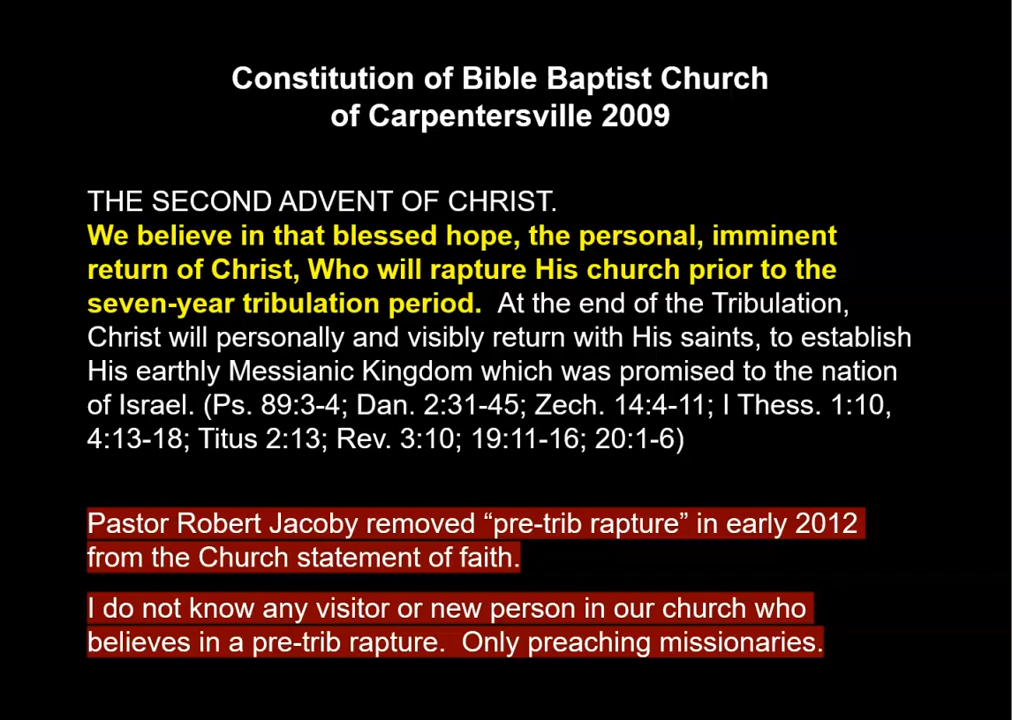 Constitution of Bible Baptist Church
of Carpentersville 2009
THE SECOND ADVENT OF CHRIST.
We believe in that blessed hope, the personal, imminent
return of Christ, Who will rapture His church prior to the
seven-year tribulation period.  At the end of the Tribulation,
Christ will personally and visibly return with His saints, to establish
His earthly Messianic Kingdom which was promised to the nation
of Israel. (Ps. 89:3-4; Dan. 2:31-45; Zech. 14:4-11; I Thess. 1:10,
4:13-18; Titus 2:13; Rev. 3:10; 19:11-16; 20:1-6)
Pastor Robert Jacoby removed “pre-trib rapture” in early 2012
from the Church statement of faith.
I do not know any visitor or new person in our church who
believes in a pre-trib rapture.  Only preaching missionaries.